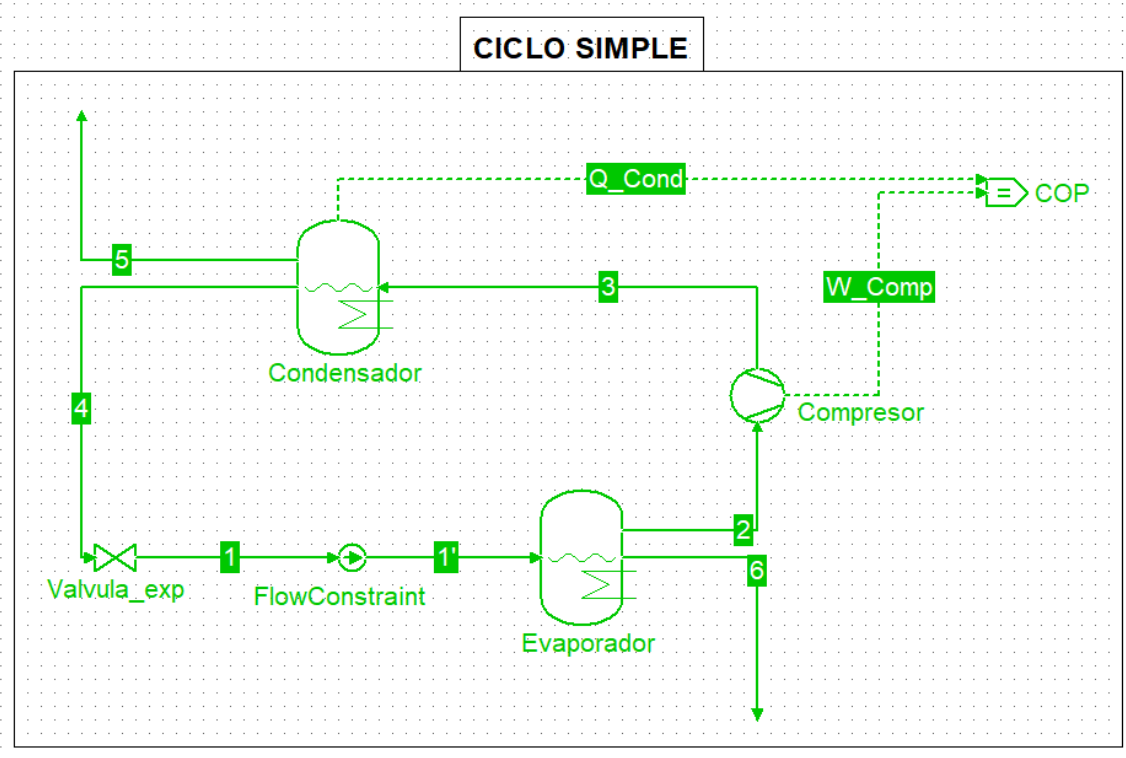 CICLO SIMPLE
Q_Cond
COP
5
3
W_Comp
Condensador
4
Compresor
2
1
1'
6
Valvula_exp
FlowConstraint
Evaporador